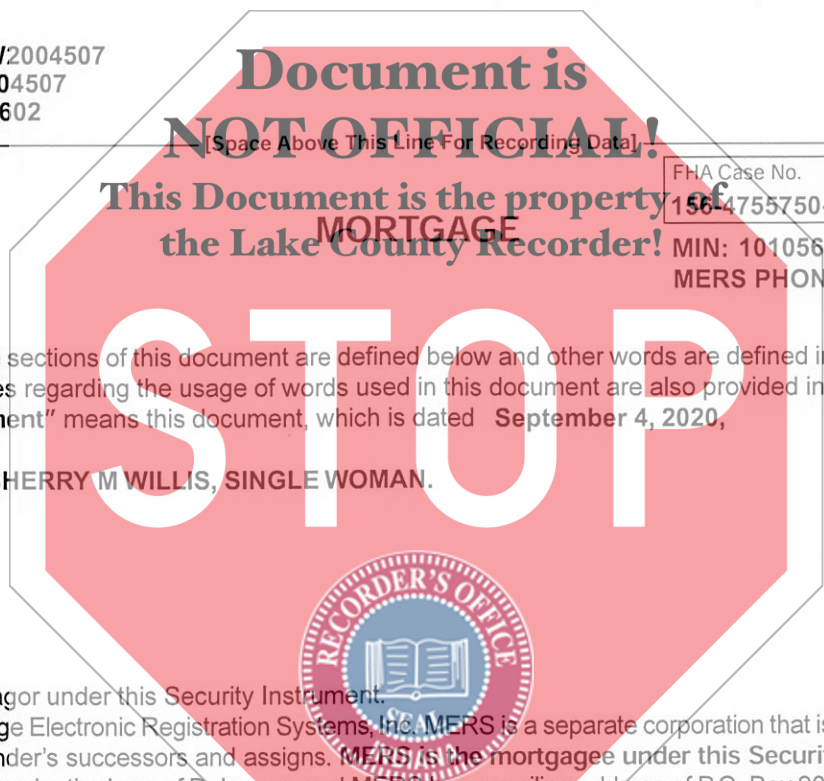 2004507
04507
602
Document is
NOT OFFICIAL!
[Space Above This Line For Recording Data]
This Document is the property of
the Lake County Recorder!
FHA Case No.
156-4755750-
MORTGAGE
MIN: 101056
MERS PHON
sections of this document are defined below and other words are defined in
es regarding the usage of words used in this document are also provided in
ent" means this document, which is dated September 4, 2020,
STOP
HERRY M WILLIS, SINGLE WOMAN.
RECORDER'S OFFICE
SEAL
gor under this Security Instrument.
ge Electronic Registration Systems, Inc. MERS is a separate corporation that is
nder's successors and assigns. MERS is the mortgagee under this Securi